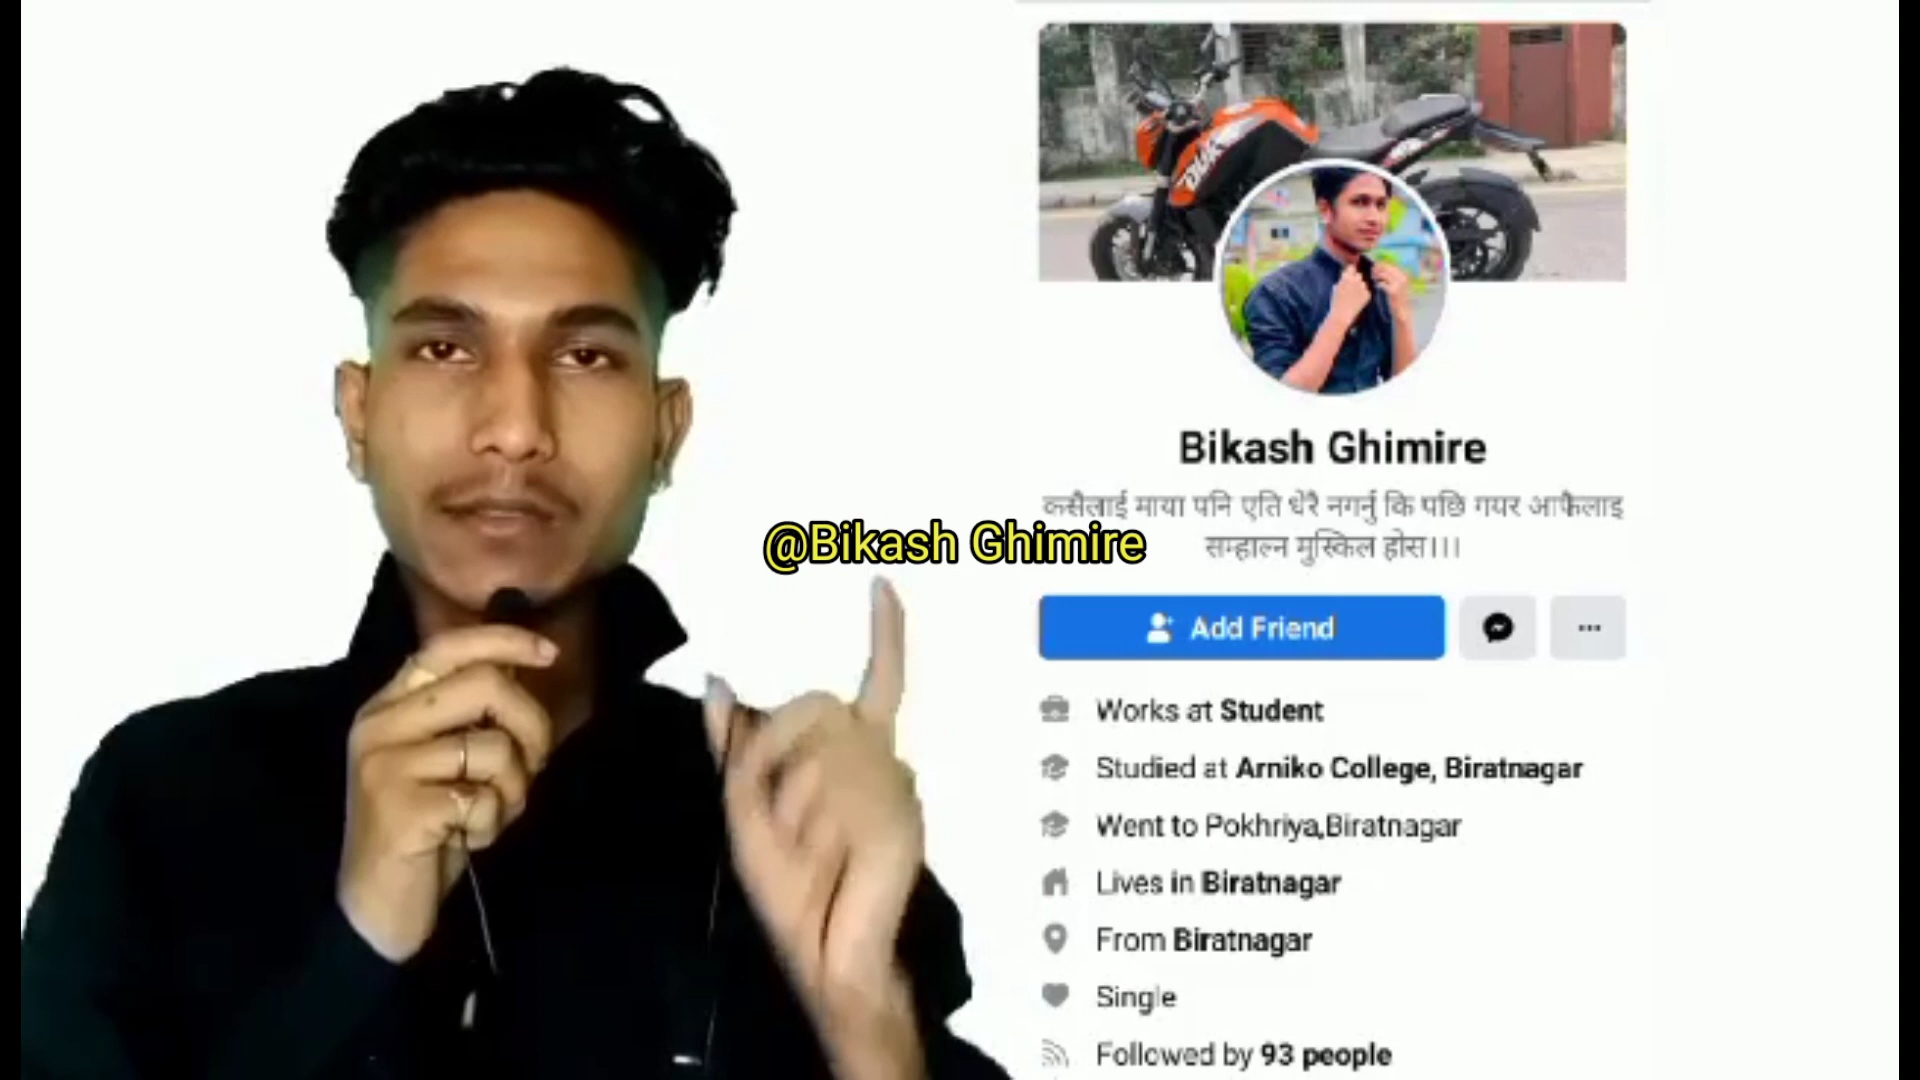 DUKE
Bikash Ghimire
कसैलाई माया पनि एति धेरै नगर्नु कि पछि गयर आफैलाइ
सम्हाल्न मुस्किल होस।।।
@Bikash Ghimire
Add Friend
Works at Student
Studied at Arniko College, Biratnagar
Went to Pokhriya,Biratnagar
Lives in Biratnagar
From Biratnagar
Single
Followed by 93 people